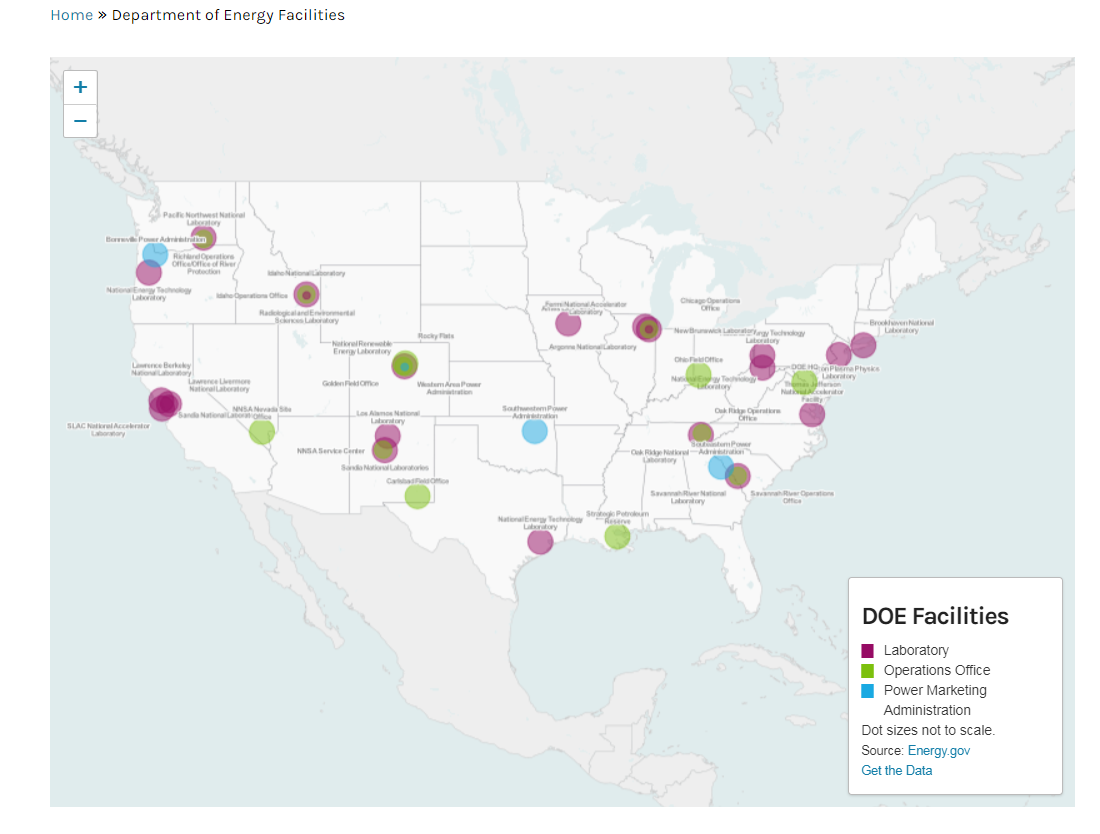 Home » Department of Energy Facilities
+
−
Pacific Northwest National
Laboratory
Bonneville Power Administration
Richland Operations
Office/Office of River
Protection
National Energy Technology
Laboratory
Idaho National Laboratory
Idaho Operations Office
Radiological and Environmental
Sciences Laboratory
Fermi National Accelerator
Laboratory
Chicago Operations
Office
Brookhaven National
Laboratory
New Brunswick Laboratory
Technology
Laboratory
Argonne National Laboratory
Rocky Flats
National Renewable
Energy Laboratory
Golden Field Office
Western Area Power
Administration
Ohio Field Office
National Energy Technology
Laboratory
DOE HQ
Plasma Physics
Laboratory
Thomas Jefferson
National Accelerator
Facility
Lawrence Berkeley
National Laboratory
Lawrence Livermore
National Laboratory
Sandia National
NNSA Nevada Site
Office
SLAC National Accelerator
Laboratory
Los Alamos National
Laboratory
NNSA Service Center
Sandia National Laboratories
Carlsbad Field Office
Southwestern Power
Administration
Oak Ridge Operations
Office
Southeastern Power
Administration
Oak Ridge National
Laboratory
Savannah River National
Laboratory
Savannah River Operations
Office
National Energy Technology
Laboratory
Strategic Petroleum
Reserve
DOE Facilities
Laboratory
Operations Office
Power Marketing
Administration
Dot sizes not to scale.
Source: Energy.gov
Get the Data